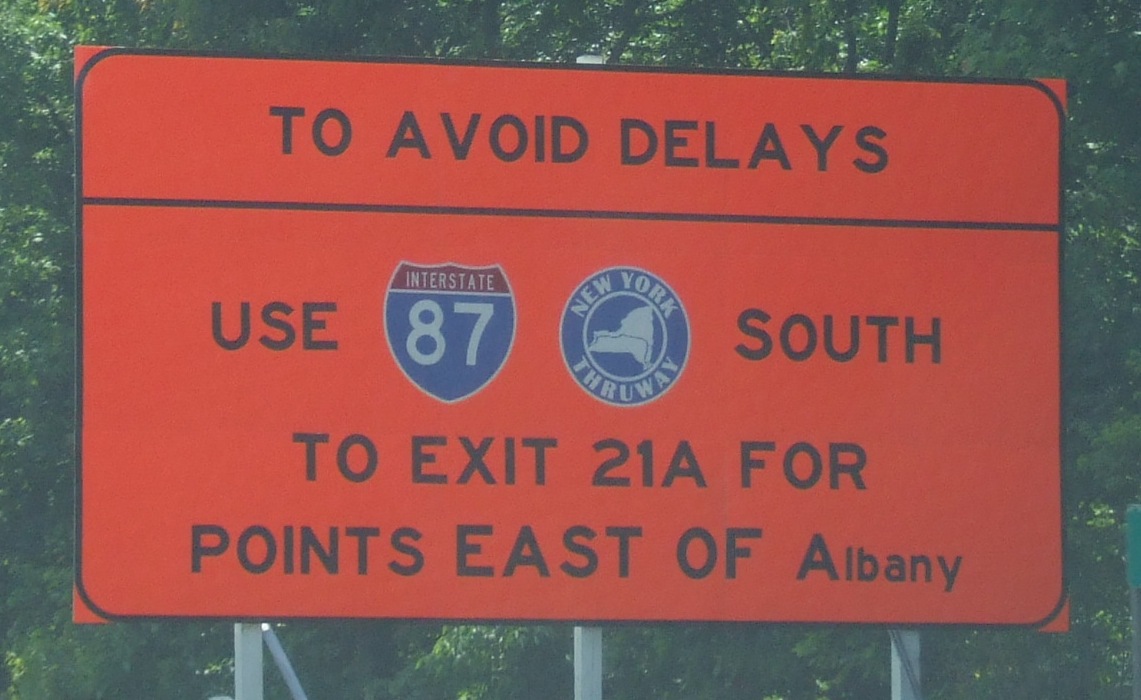 TO AVOID DELAYS
USE INTERSTATE 87 NEW YORK THRUWAY SOUTH
TO EXIT 21A FOR
POINTS EAST OF Albany